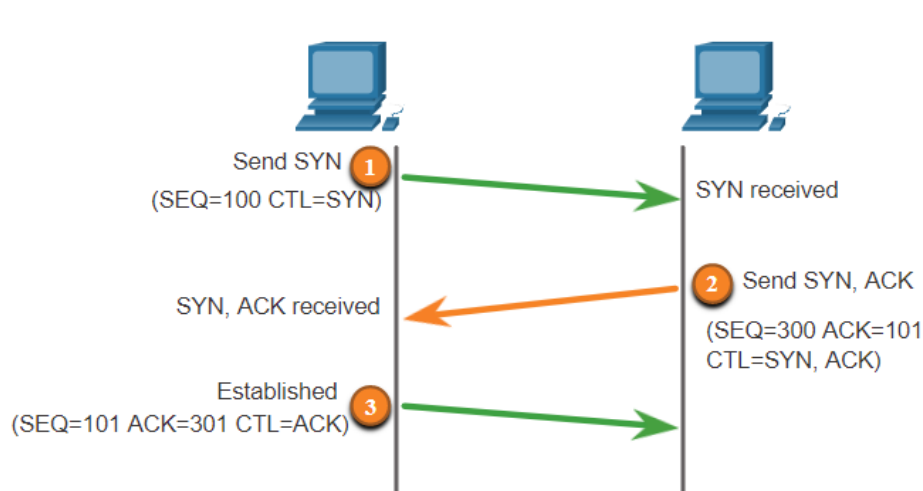 Send SYN
1
(SEQ=100 CTL=SYN)
SYN received
2
Send SYN, ACK
SYN, ACK received
(SEQ=300 ACK=101
CTL=SYN, ACK)
Established
3
(SEQ=101 ACK=301 CTL=ACK)